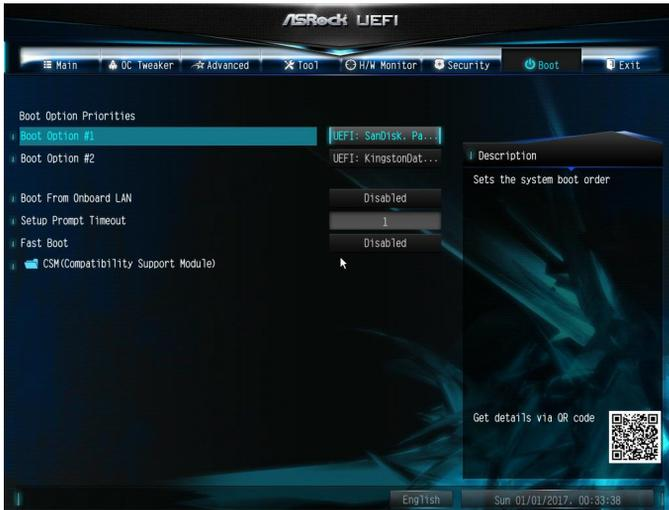 ASRock UEFI
Main
OC Tweaker
Advanced
Tool
H/W Monitor
Security
Boot
Exit
Boot Option Priorities
Boot Option #1 UEFI: SanDisk. Pa...
Boot Option #2 UEFI: KingstonDat...
Boot From Onboard LAN Disabled
Setup Prompt Timeout 1
Fast Boot Disabled
CSM(Compatibility Support Module)
Description
Sets the system boot order
Get details via QR code
English
Sun 01/01/2017. 00:33:38